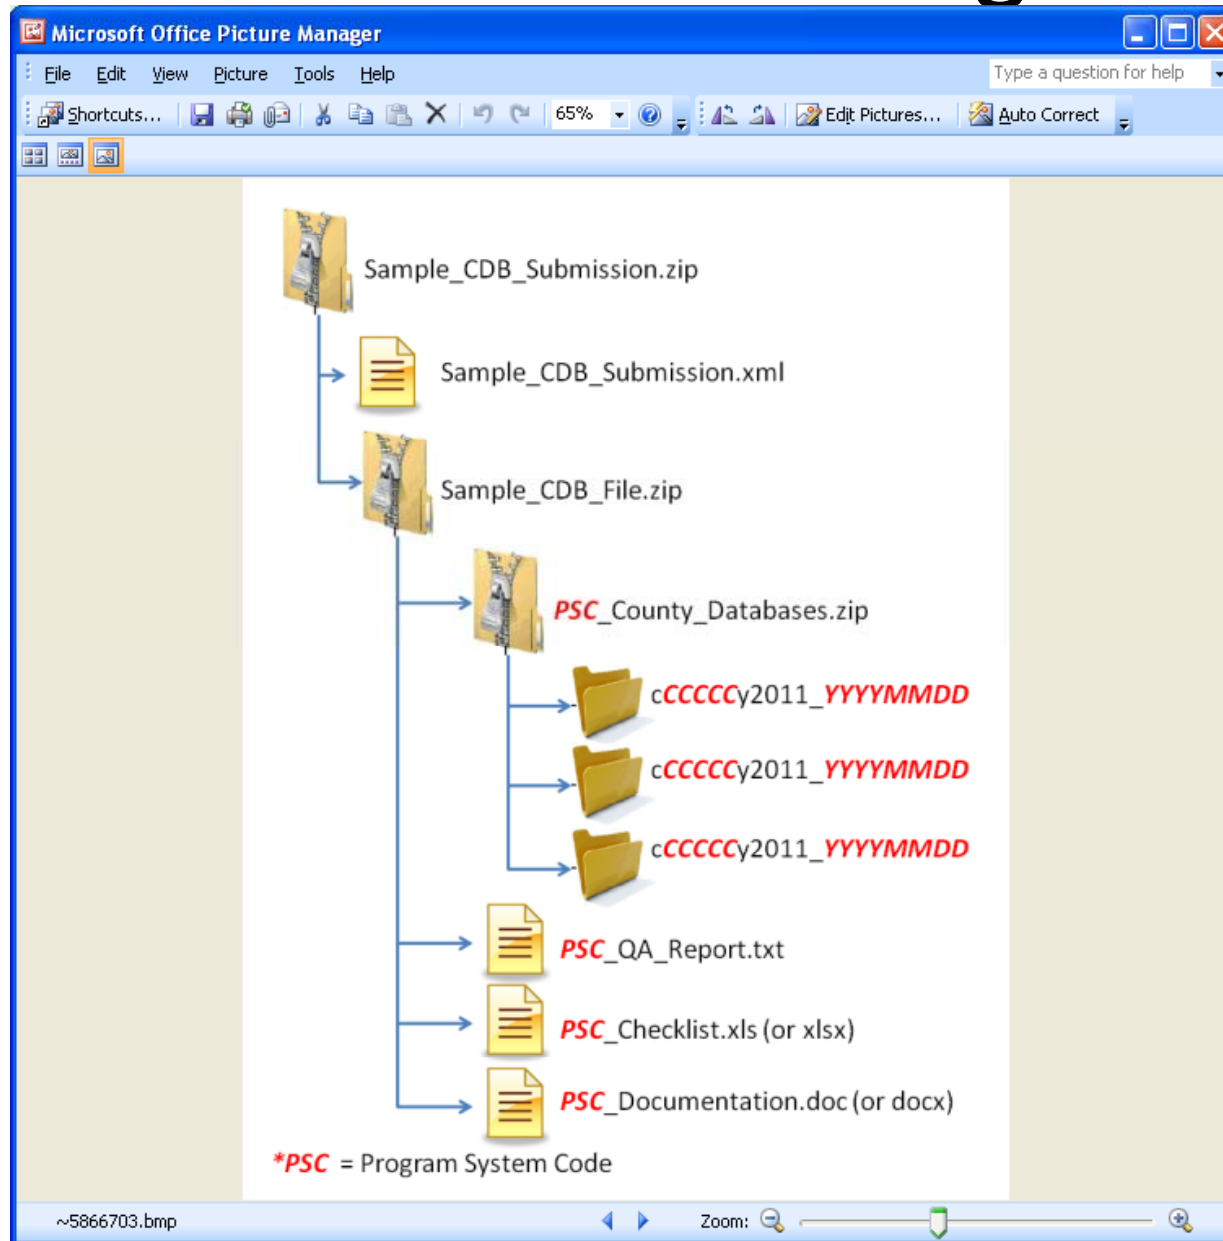 Microsoft Office Picture Manager
File Edit View Picture Tools Help Type a question for help
Shortcuts... 65% Edit Pictures... Auto Correct
Sample_CDB_Submission.zip
Sample_CDB_Submission.xml
Sample_CDB_File.zip
PSC_County_Databases.zip
cCCCCCy2011_YYYYMMDD
cCCCCCy2011_YYYYMMDD
cCCCCCy2011_YYYYMMDD
PSC_QA_Report.txt
PSC_Checklist.xls (or xlsx)
PSC_Documentation.doc (or docx)
*PSC = Program System Code
~5866703.bmp Zoom: